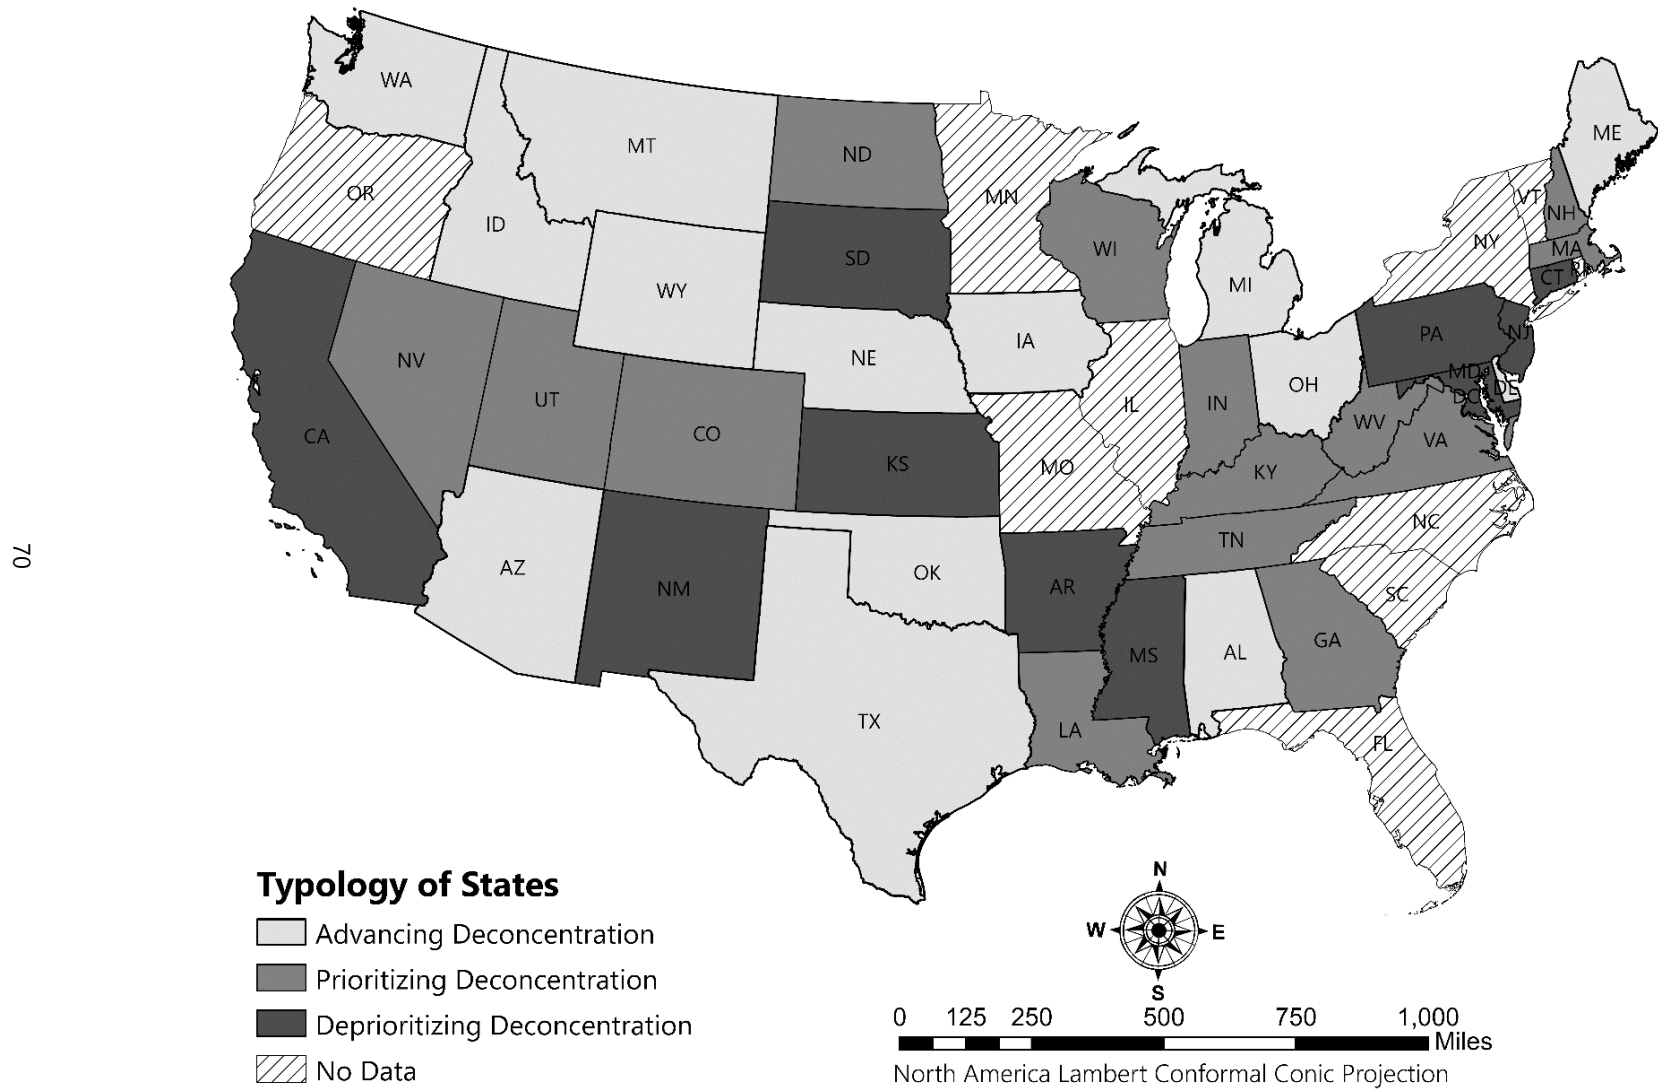 WA
MT
ND
MN
ME
OR
ID
SD
WI
VT
NH
NY
MA
WY
MI
CT
RI
IA
NE
PA
NJ
NV
UT
OH
MD
DE
DC
IL
IN
WV
CA
CO
KS
MO
KY
VA
NC
TN
AZ
NM
OK
AR
SC
MS
AL
GA
TX
LA
FL
70
Typology of States
Advancing Deconcentration
Prioritizing Deconcentration
Deprioritizing Deconcentration
No Data
N
W E
S
0 125 250 500 750 1,000
Miles
North America Lambert Conformal Conic Projection